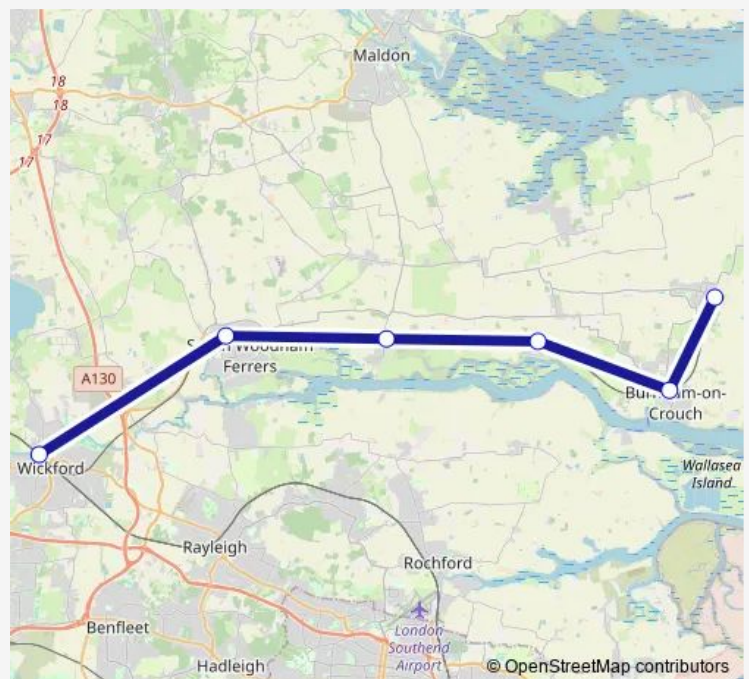 Maldon
18
18
17
17
Ferrers
A130
Crouch
Wickford
Wallasea
Island
Rayleigh
Rochford
Benfleet
London
Southend
Airport
Hadleigh
© OpenStreetMap contributors